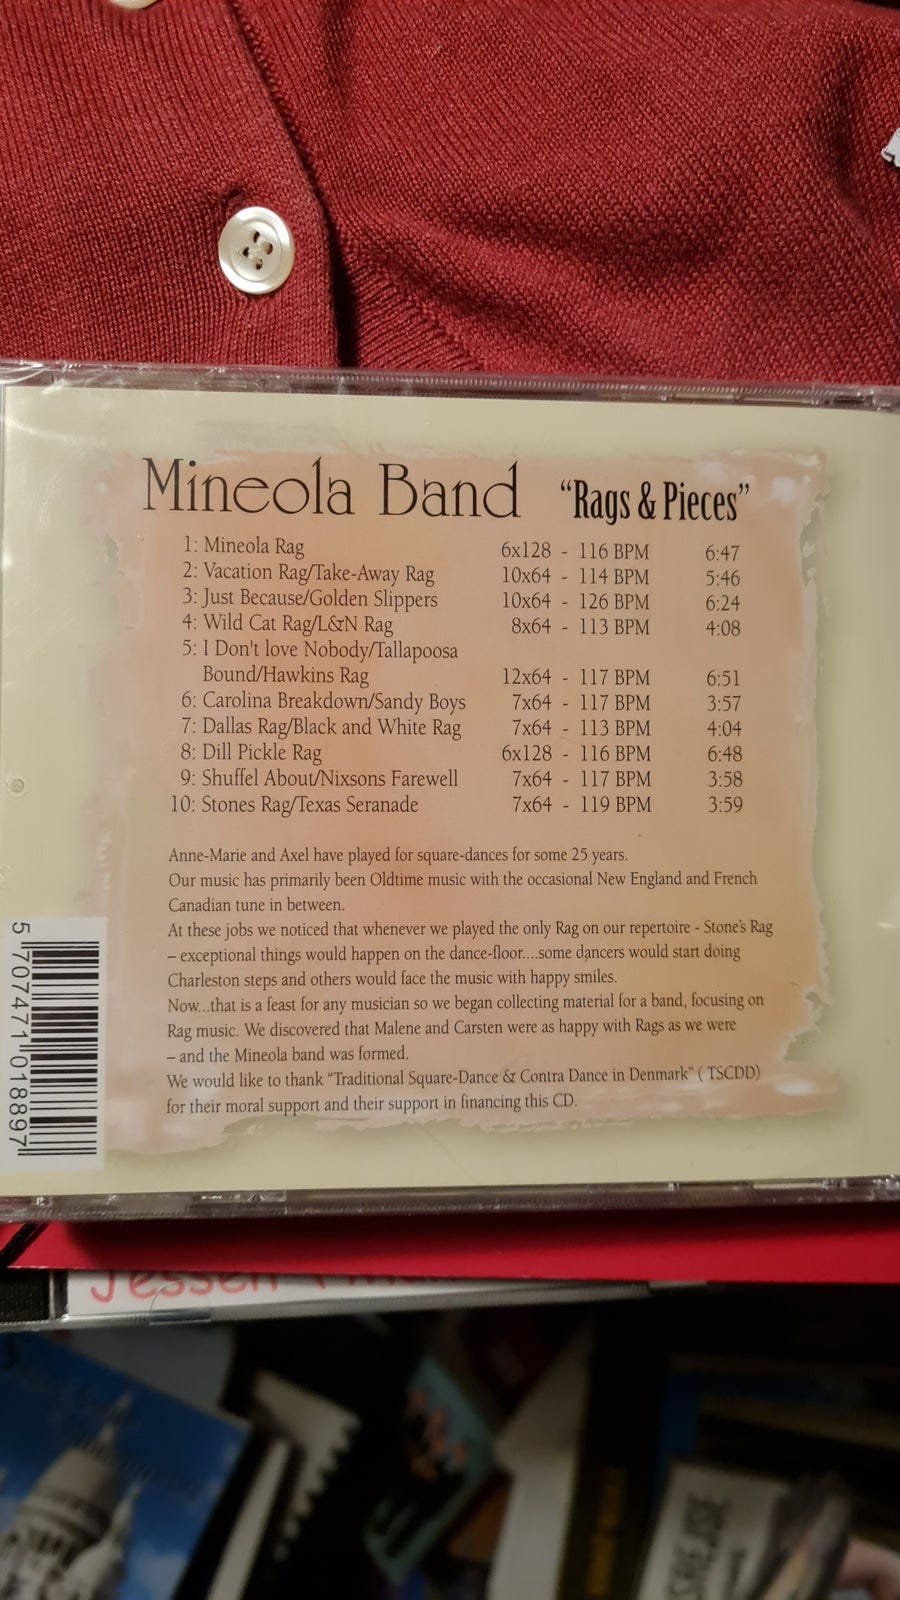 Mineola Band "Rags & Pieces"
1: Mineola Rag 6x128 - 116 BPM 6:47
2: Vacation Rag/Take-Away Rag 10x64 - 114 BPM 5:46
3: Just Because/Golden Slippers 10x64 - 126 BPM 6:24
4: Wild Cat Rag/L&N Rag 8x64 - 113 BPM 4:08
5: I Don't love Nobody/Tallapoosa
Bound/Hawkins Rag 12x64 - 117 BPM 6:51
6: Carolina Breakdown/Sandy Boys 7x64 - 117 BPM 3:57
7: Dallas Rag/Black and White Rag 7x64 - 113 BPM 4:04
8: Dill Pickle Rag 6x128 - 116 BPM 6:48
9: Shuffel About/Nixsons Farewell 7x64 - 117 BPM 3:58
10: Stones Rag/Texas Seranade 7x64 - 119 BPM 3:59
Anne-Marie and Axel have played for square-dances for some 25 years.
Our music has primarily been Oldtime music with the occasional New England and French
Canadian tune in between.
At these jobs we noticed that whenever we played the only Rag on our repertoire - Stone's Rag
– exceptional things would happen on the dance-floor....some dancers would start doing
Charleston steps and others would face the music with happy smiles.
Now...that is a feast for any musician so we began collecting material for a band, focusing on
Rag music. We discovered that Malene and Carsten were as happy with Rags as we were
– and the Mineola band was formed.
We would like to thank "Traditional Square-Dance & Contra Dance in Denmark" ( TSCDD)
for their moral support and their support in financing this CD.
5 707471 018897
Jessen